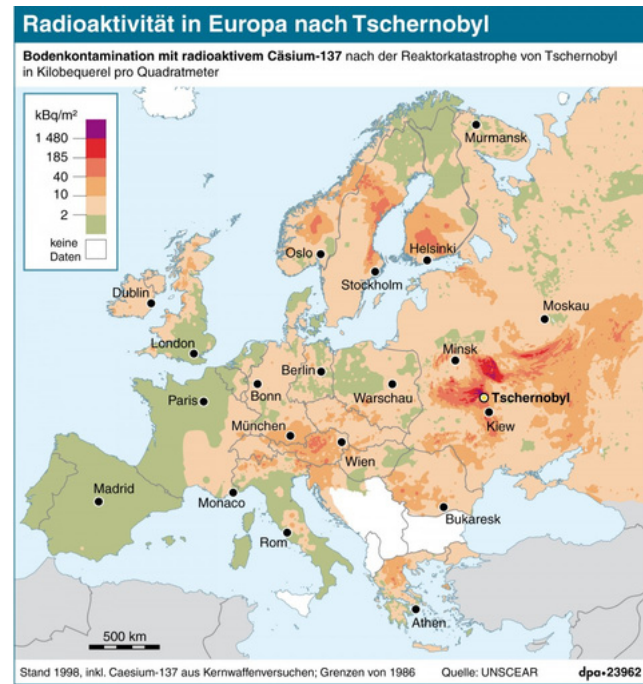 Radioaktivität in Europa nach Tschernobyl
Bodenkontamination mit radioaktivem Cäsium-137 nach der Reaktorkatastrophe von Tschernobyl
in Kilobequerel pro Quadratmeter
kBq/m²
1 480
185
40
10
2
keine
Daten
Murmansk
Oslo
Helsinki
Stockholm
Dublin
Moskau
London
Minsk
Berlin
Paris
Bonn
Warschau
Tschernobyl
Kiew
München
Wien
Madrid
Monaco
Bukaresk
Rom
Athen
500 km
Stand 1998, inkl. Caesium-137 aus Kernwaffenversuchen; Grenzen von 1986 Quelle: UNSCEAR dpa•23962